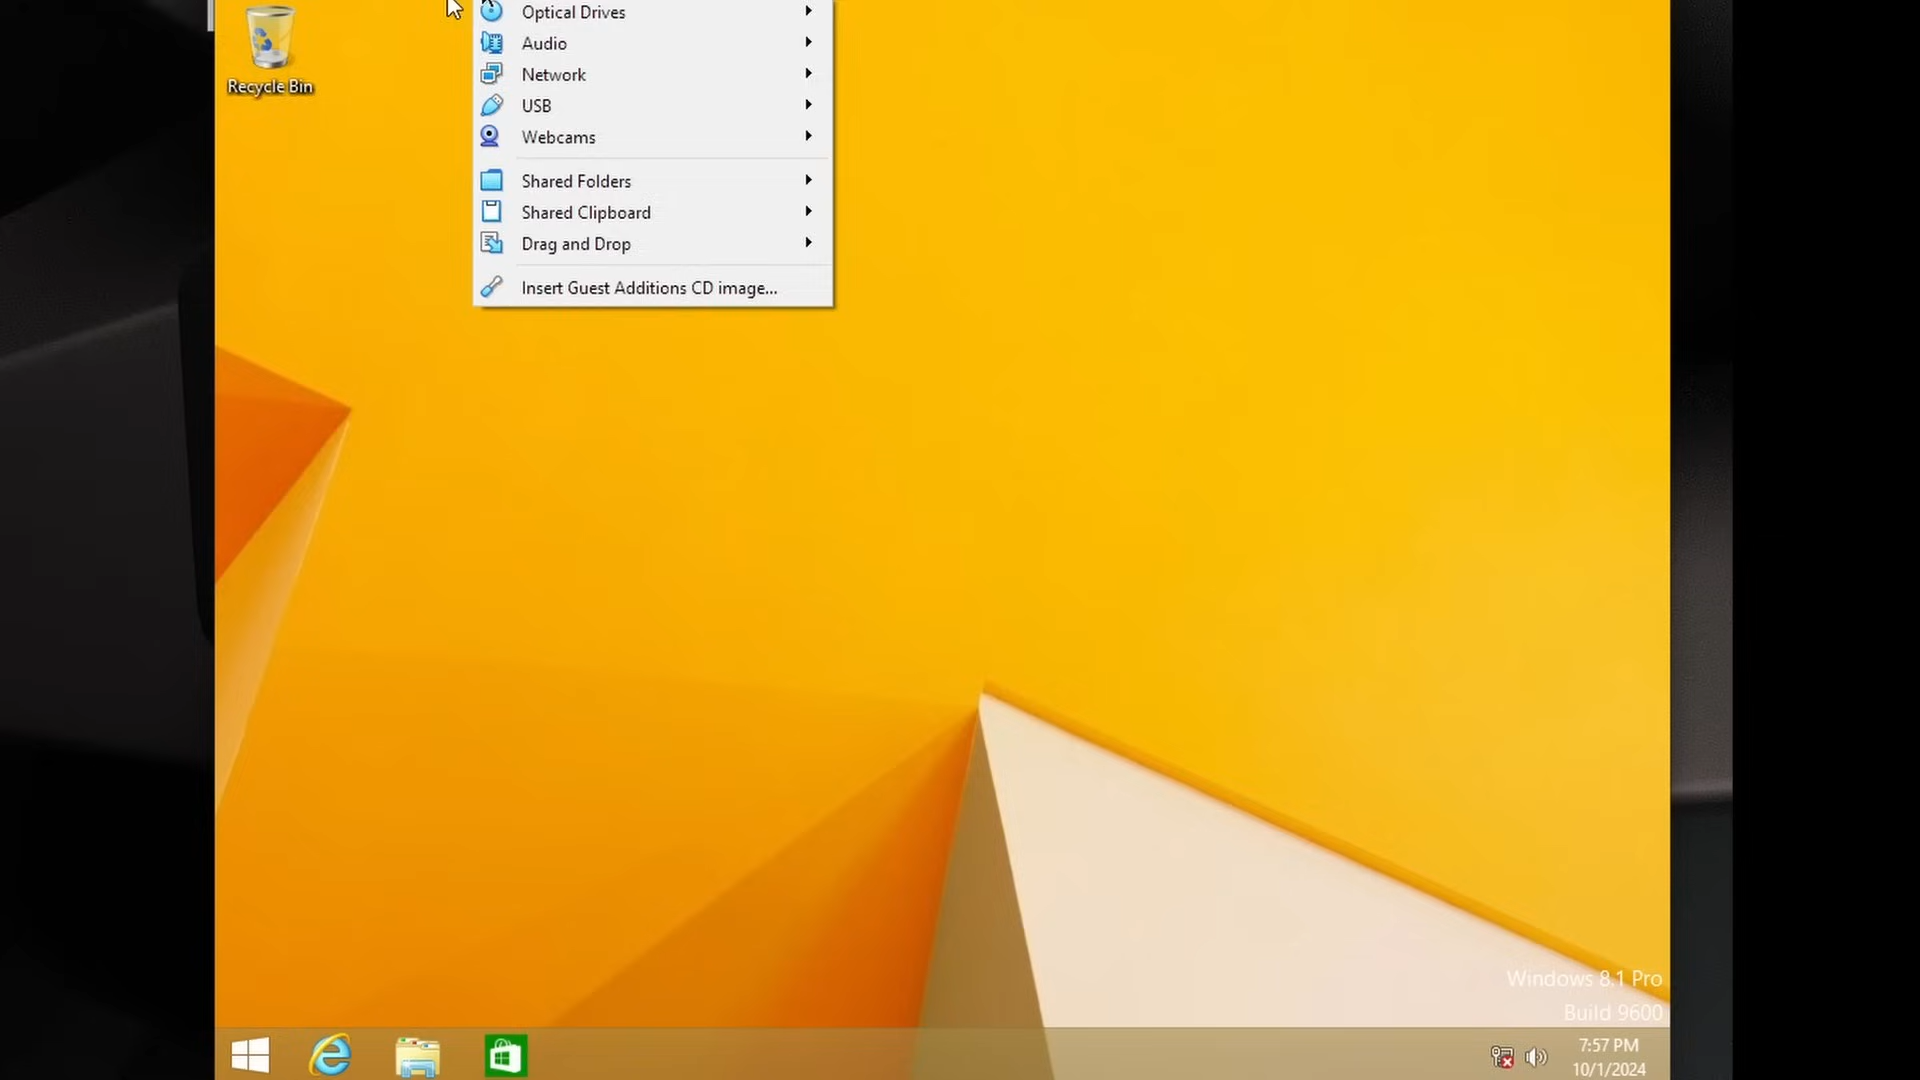 Optical Drives
Audio
Network
USB
Webcams
Shared Folders
Shared Clipboard
Drag and Drop
Insert Guest Additions CD image...
Recycle Bin
Windows 8.1 Pro
Build 9600
7:57 PM
10/1/2024